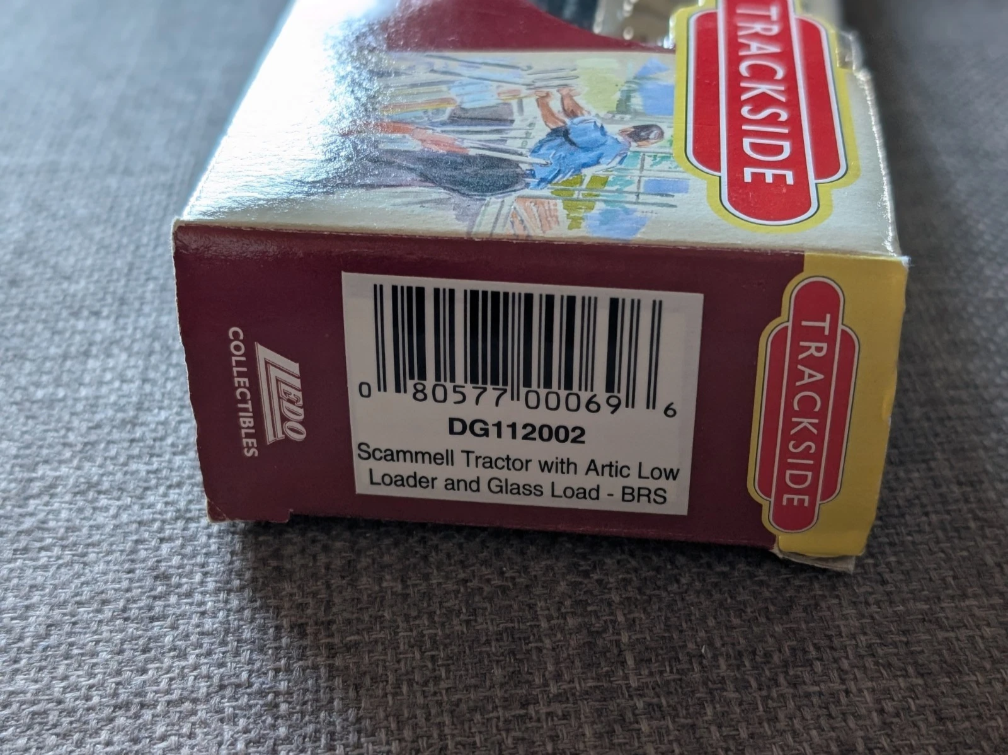 TRACKSIDE
LLEDO
COLLECTIBLES
0 80577 00069 6
DG112002
Scammell Tractor with Artic Low
Loader and Glass Load - BRS
TRACKSIDE